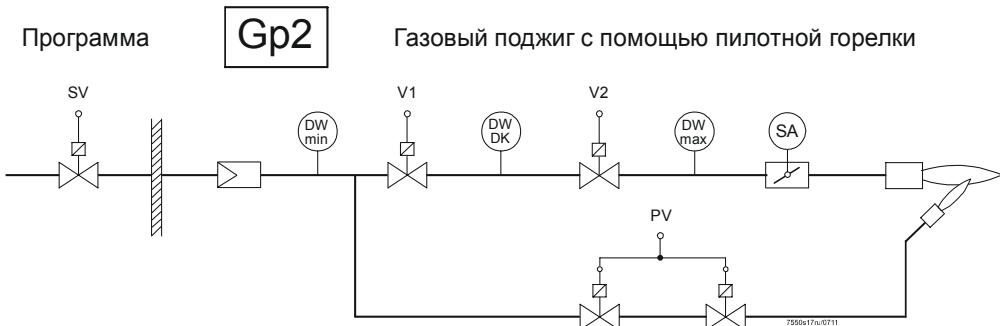 Программа Gp2 Газовый поджиг с помощью пилотной горелки
SV V1 V2
DW min DW DK DW max SA
PV
7550s17ru/0711